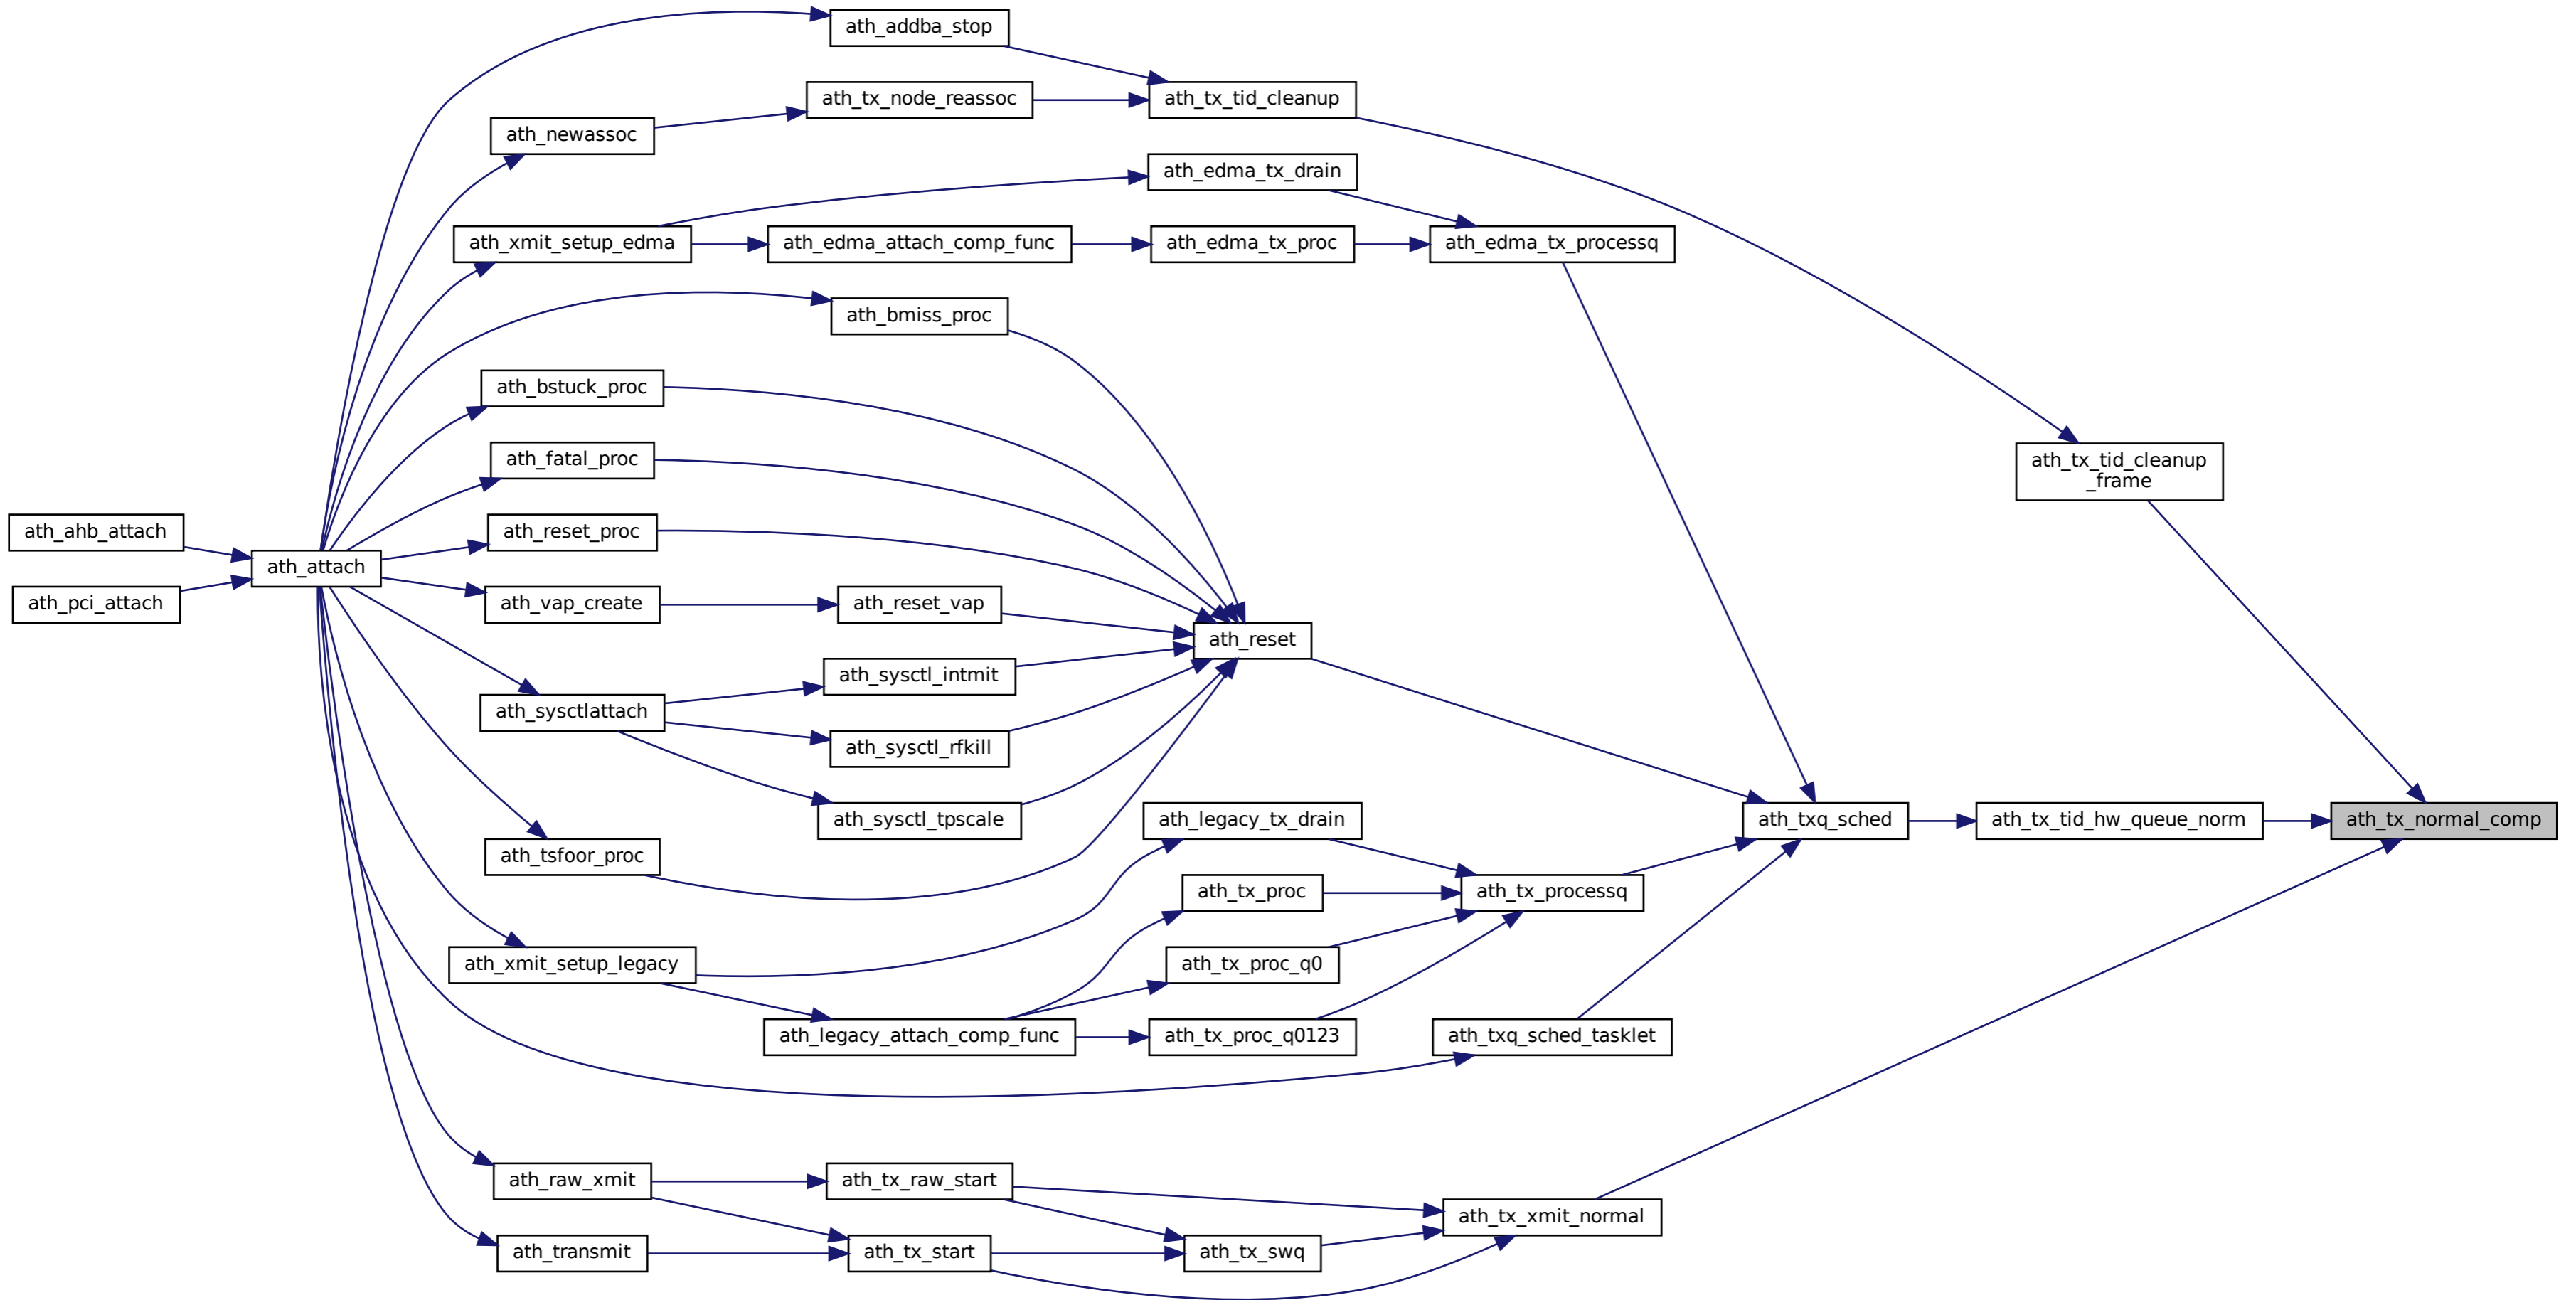 ath_addba_stop
ath_tx_node_reassoc
ath_tx_tid_cleanup
ath_newassoc
ath_edma_tx_drain
ath_xmit_setup_edma
ath_edma_attach_comp_func
ath_edma_tx_proc
ath_edma_tx_processq
ath_bmiss_proc
ath_bstuck_proc
ath_fatal_proc
ath_tx_tid_cleanup
_frame
ath_ahb_attach
ath_reset_proc
ath_attach
ath_pci_attach
ath_vap_create
ath_reset_vap
ath_reset
ath_sysctl_intmit
ath_sysctlattach
ath_sysctl_rfkill
ath_sysctl_tpscale
ath_legacy_tx_drain
ath_txq_sched
ath_tx_tid_hw_queue_norm
ath_tx_normal_comp
ath_tsfoor_proc
ath_tx_proc
ath_tx_processq
ath_xmit_setup_legacy
ath_tx_proc_q0
ath_legacy_attach_comp_func
ath_tx_proc_q0123
ath_txq_sched_tasklet
ath_raw_xmit
ath_tx_raw_start
ath_tx_xmit_normal
ath_transmit
ath_tx_start
ath_tx_swq